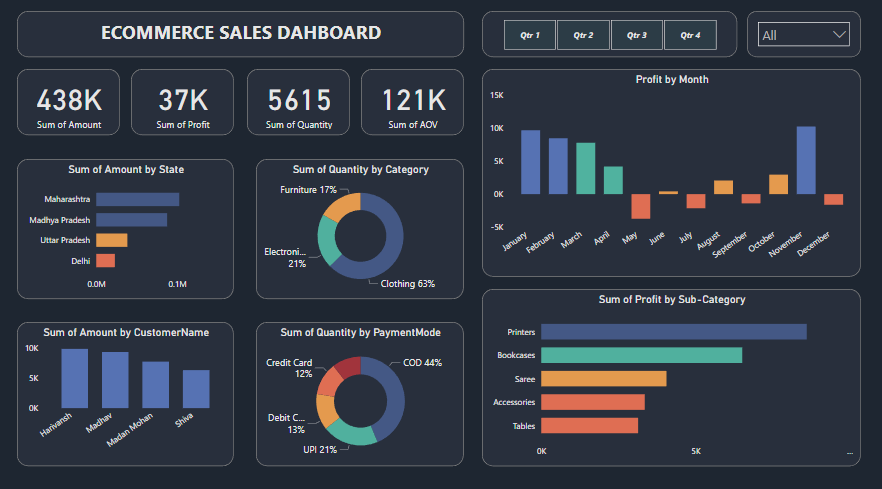 ECOMMERCE SALES DAHBOARD
Qtr 1
Qtr 2
Qtr 3
Qtr 4
All
438K
Sum of Amount
37K
Sum of Profit
5615
Sum of Quantity
121K
Sum of AOV
Profit by Month
15K
10K
5K
0K
-5K
January
February
March
April
May
June
July
August
September
October
November
December
Sum of Amount by State
Maharashtra
Madhya Pradesh
Uttar Pradesh
Delhi
0.0M
0.1M
Sum of Quantity by Category
Furniture 17%
Electroni...
21%
Clothing 63%
Sum of Profit by Sub-Category
Printers
Bookcases
Saree
Accessories
Tables
0K
5K
...
Sum of Amount by CustomerName
10K
5K
0K
Harivansh
Madhav
Madan Mohan
Shiva
Sum of Quantity by PaymentMode
Credit Card
12%
COD 44%
Debit C...
13%
UPI 21%